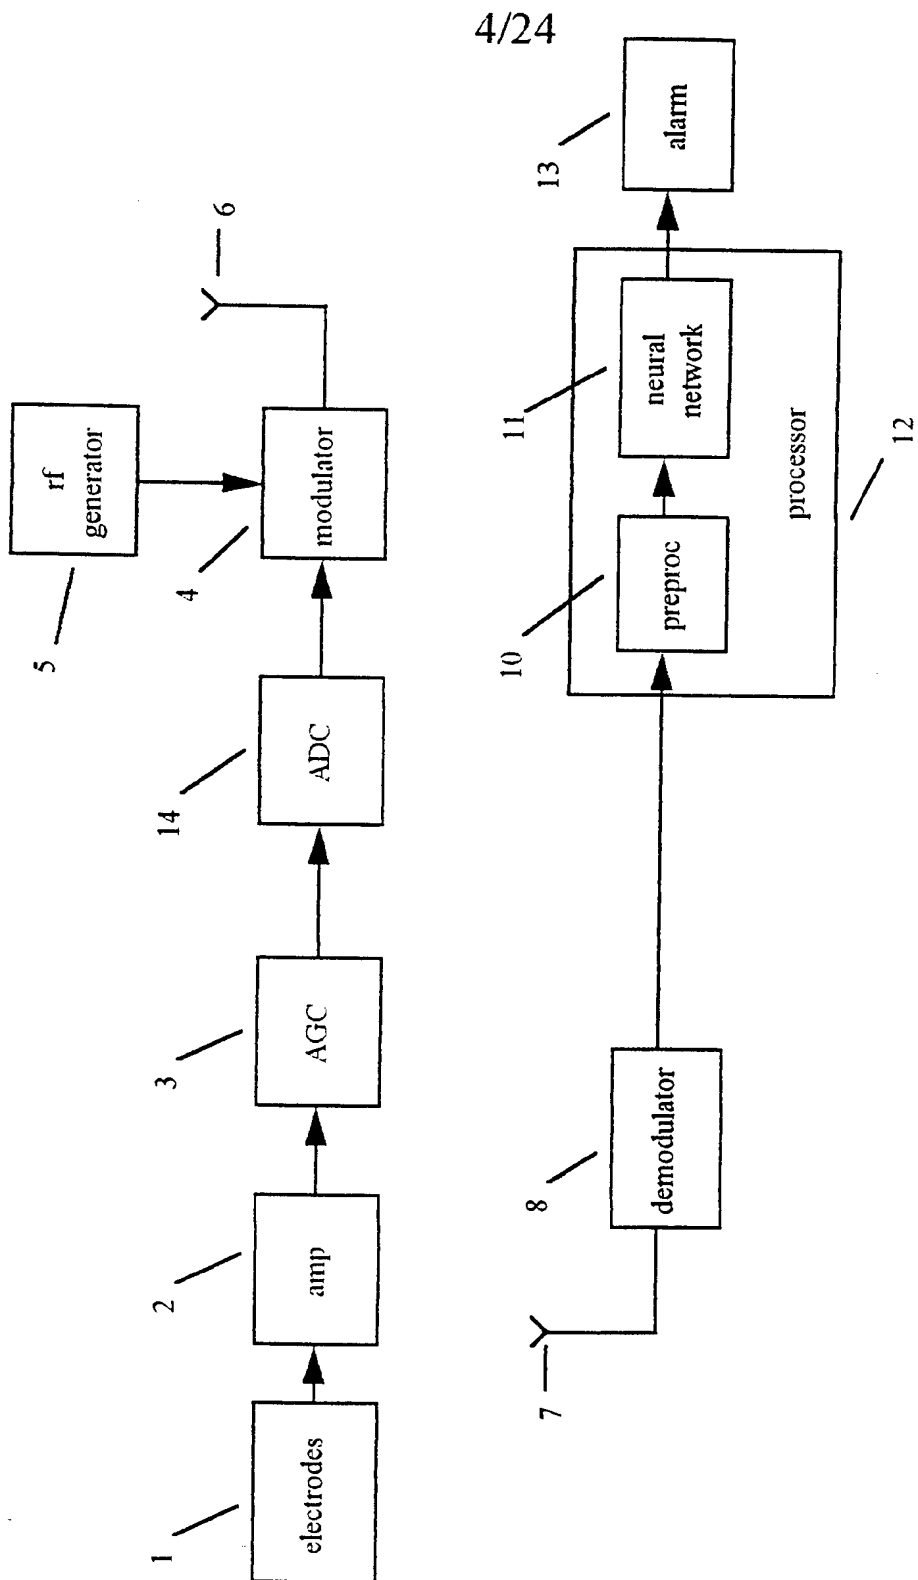 4/24
rf
generator
5
6
electrodes
1
amp
2
AGC
3
ADC
14
modulator
4
7
demodulator
8
preproc
10
neural
network
11
processor
12
alarm
13